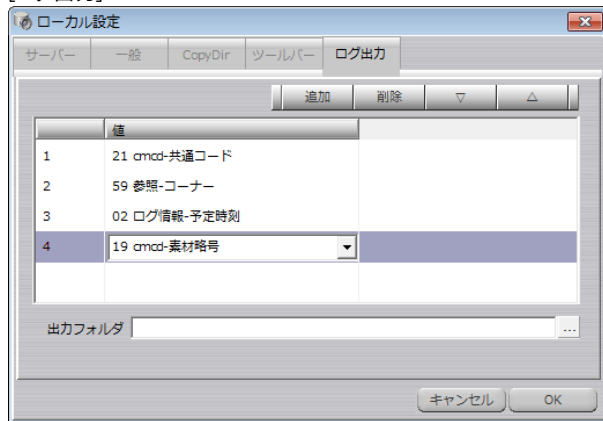 ローカル設定
サーバー 一般 CopyDir ツールバー ログ出力
追加 削除 ▽ △
値
1 21 cmcd-共通コード
2 59 参照-コーナー
3 02 ログ情報-予定時刻
4 19 cmcd-素材略号
出力フォルダ ...
キャンセル OK